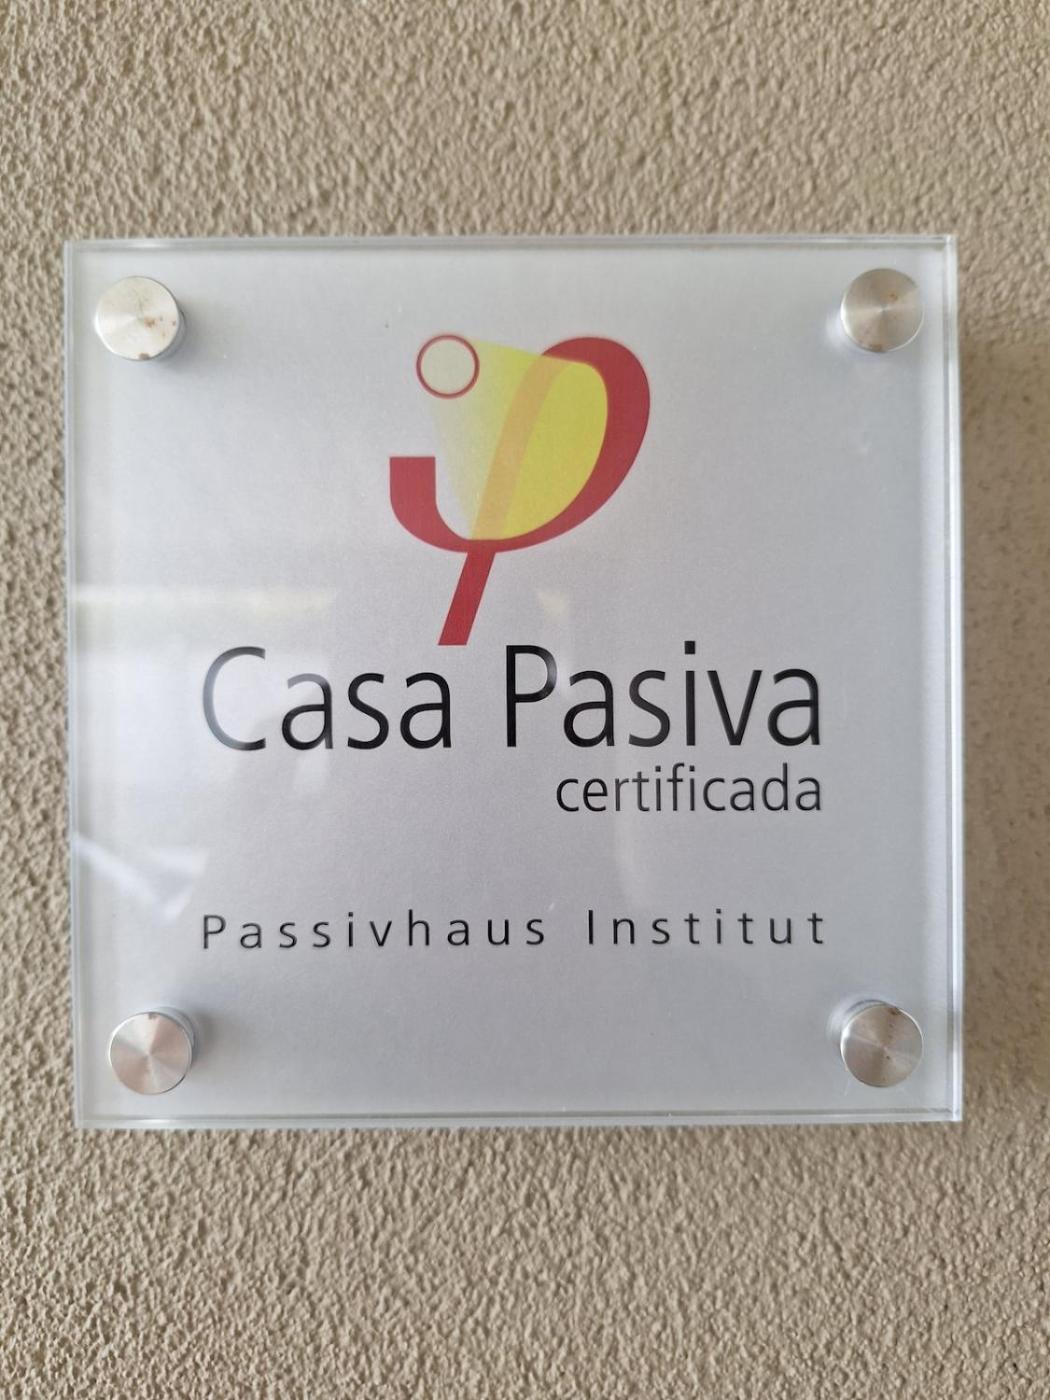 Casa Pasiva
certificada
Passivhaus Institut